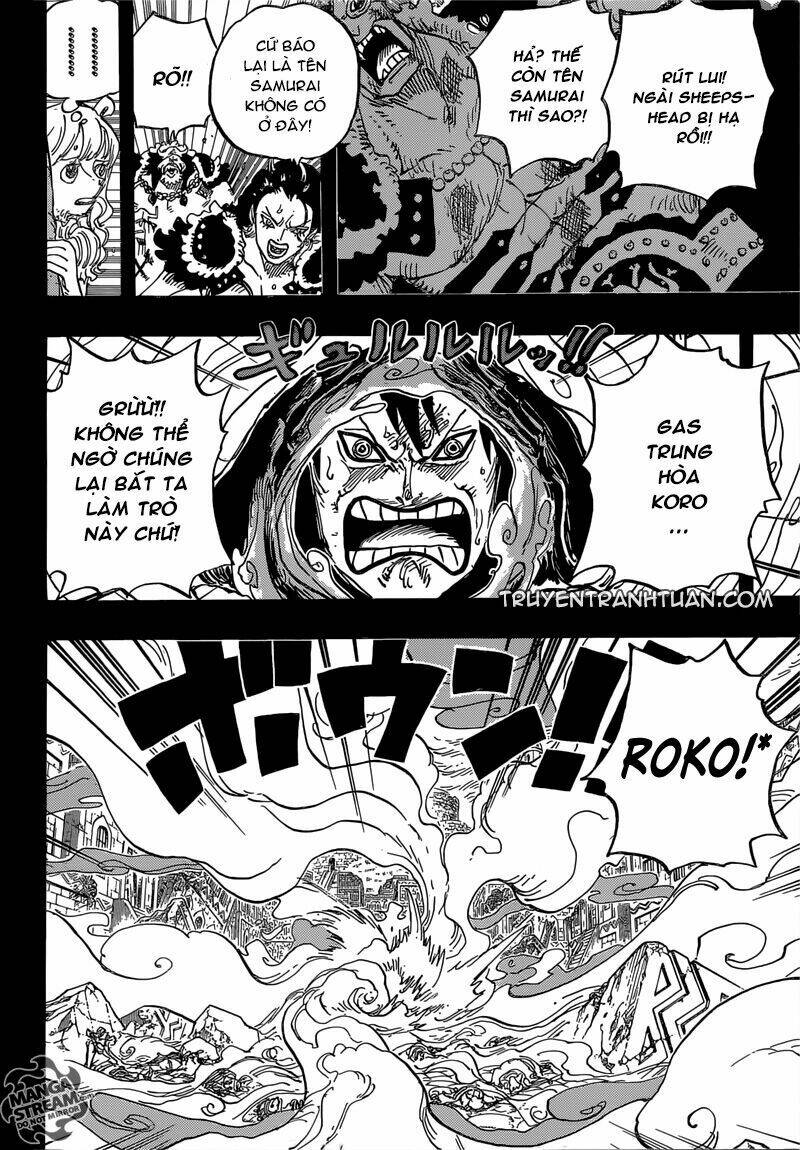 RÚT LUI!
NGÀI SHEEPS-
HEAD BỊ HẠ
RỒI!!
HẢ? THẾ
CÒN TÊN
SAMURAI
THÌ SAO?!
CỨ BÁO
LẠI LÀ TÊN
SAMURAI
KHÔNG CÓ
Ở ĐÂY!
RÕ!!
ギュルルルルッ!!
GAS
TRUNG
HÒA
KORO
...
GRỪỪ!!
KHÔNG THỂ
NGỜ CHÚNG
LẠI BẮT TA
LÀM TRÒ
NÀY CHỨ!
TRUYENTRANHTUAN.COM
ROKO!*
ボウン!!
MANGA
STREAM
DO NOT MIRROR